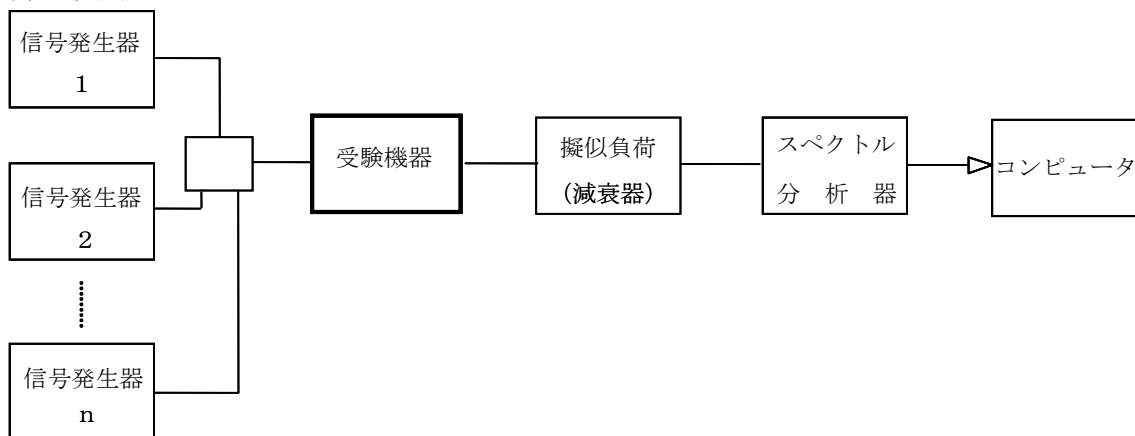 信号発生器
1
信号発生器
2
信号発生器
n
受験機器
擬似負荷
(減衰器)
スペクトル
分 析 器
コンピュータ